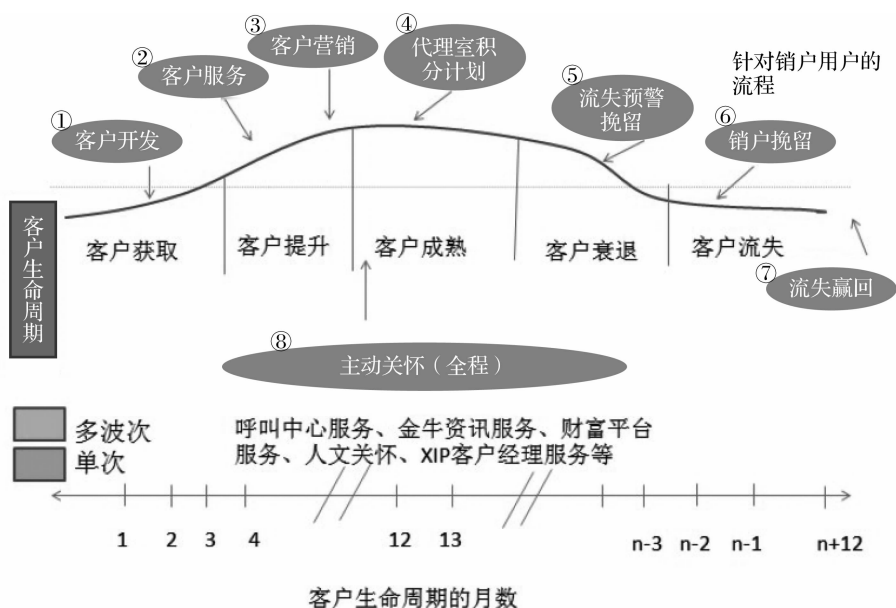 ③
客户营销
④
代理室积
分计划
②
客户服务
针对销户用户的
流程
⑤
流失预警
挽留
①
客户开发
⑥
销户挽留
客户生命周期
客户获取
客户提升
客户成熟
客户衰退
客户流失
⑦
流失赢回
⑧
主动关怀（全程）
多波次
单次
呼叫中心服务、金牛资讯服务、财富平台
服务、人文关怀、XIP客户经理服务等
1
2
3
4
12
13
n-3
n-2
n-1
n+12
客户生命周期的月数